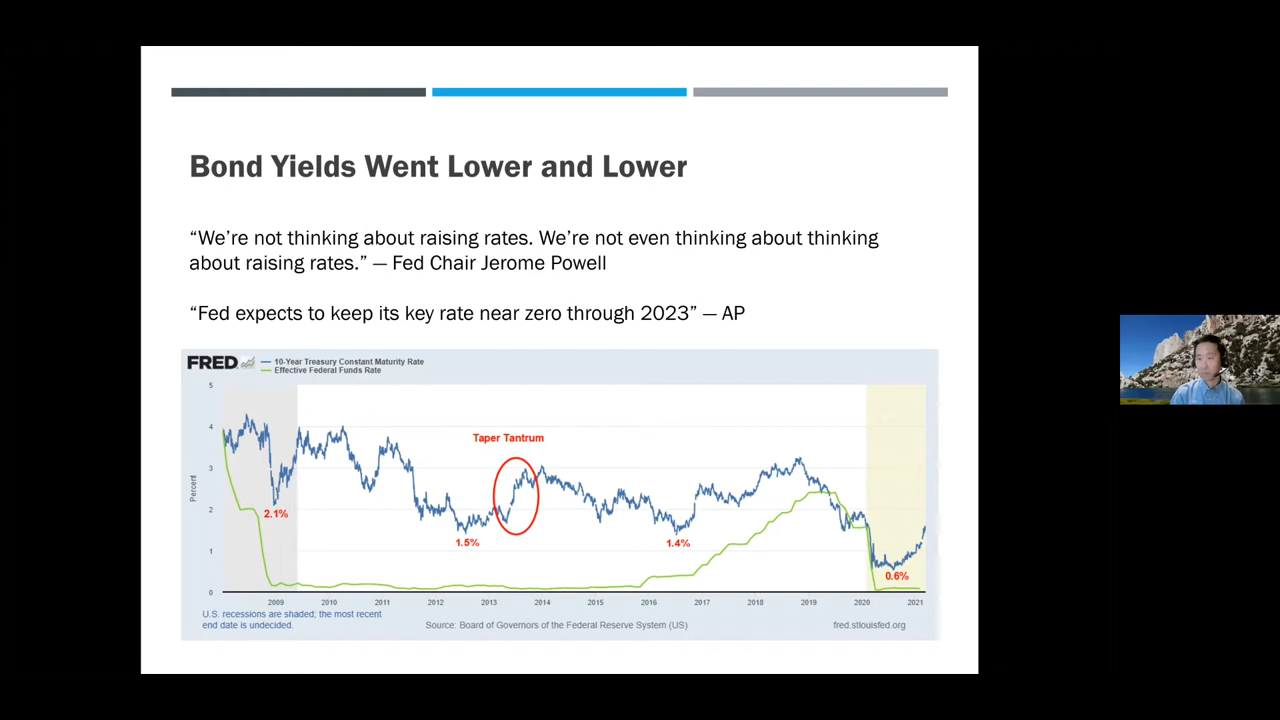 Bond Yields Went Lower and Lower
“We’re not thinking about raising rates. We’re not even thinking about thinking
about raising rates.” — Fed Chair Jerome Powell
“Fed expects to keep its key rate near zero through 2023” — AP
FRED
10-Year Treasury Constant Maturity Rate
Effective Federal Funds Rate
5
4
3
2
1
0
Percent
Taper Tantrum
2.1%
1.5%
1.4%
0.6%
2009 2010 2011 2012 2013 2014 2015 2016 2017 2018 2019 2020 2021
U.S. recessions are shaded; the most recent
end date is undecided.
Source: Board of Governors of the Federal Reserve System (US)
fred.stlouisfed.org